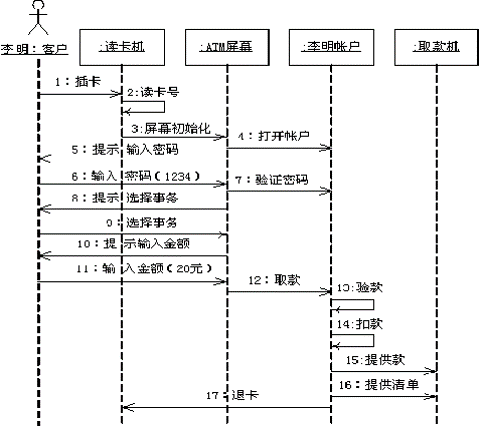 李明：客户
:读卡机
:ATM屏幕
:李明帐户
:取款机
1：插卡
2:读卡号
3:屏幕初始化
4：打开帐户
5：提示 输入密码
6：输入 密码(1234)
7：验证密码
8：提示 选择事务
9：选择事务
10：提 示输入金额
11：输 入金额(20元)
12：取款
13:验款
14:扣款
15：提供款
16：提供清单
17：退卡